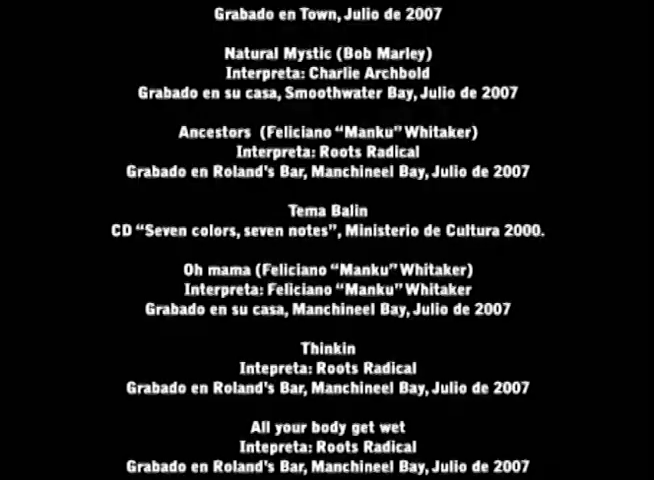 Grabado en Town, Julio de 2007
Natural Mystic (Bob Marley)
Interpreta: Charlie Archbold
Grabado en su casa, Smoothwater Bay, Julio de 2007
Ancestors (Feliciano “Manku” Whitaker)
Interpreta: Roots Radical
Grabado en Roland's Bar, Manchineel Bay, Julio de 2007
Tema Balin
CD “Seven colors, seven notes”, Ministerio de Cultura 2000.
Oh mama (Feliciano “Manku” Whitaker)
Interpreta: Feliciano “Manku” Whitaker
Grabado en su casa, Manchineel Bay, Julio de 2007
Thinkin
Intepreta: Roots Radical
Grabado en Roland's Bar, Manchineel Bay, Julio de 2007
All your body get wet
Intepreta: Roots Radical
Grabado en Roland's Bar, Manchineel Bay, Julio de 2007